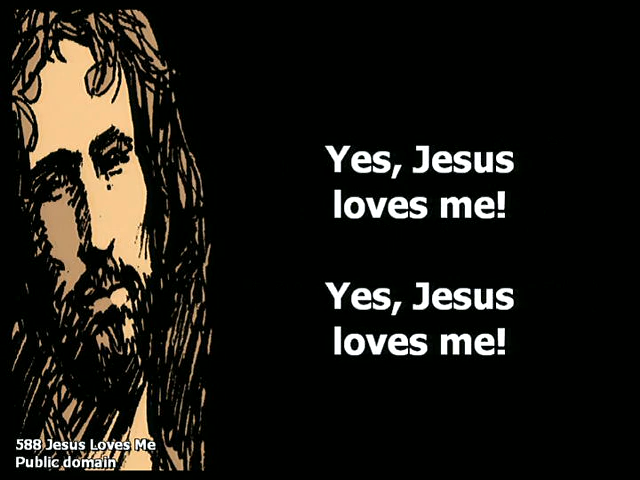 Yes, Jesus
loves me!
Yes, Jesus
loves me!
588 Jesus Loves Me
Public domain